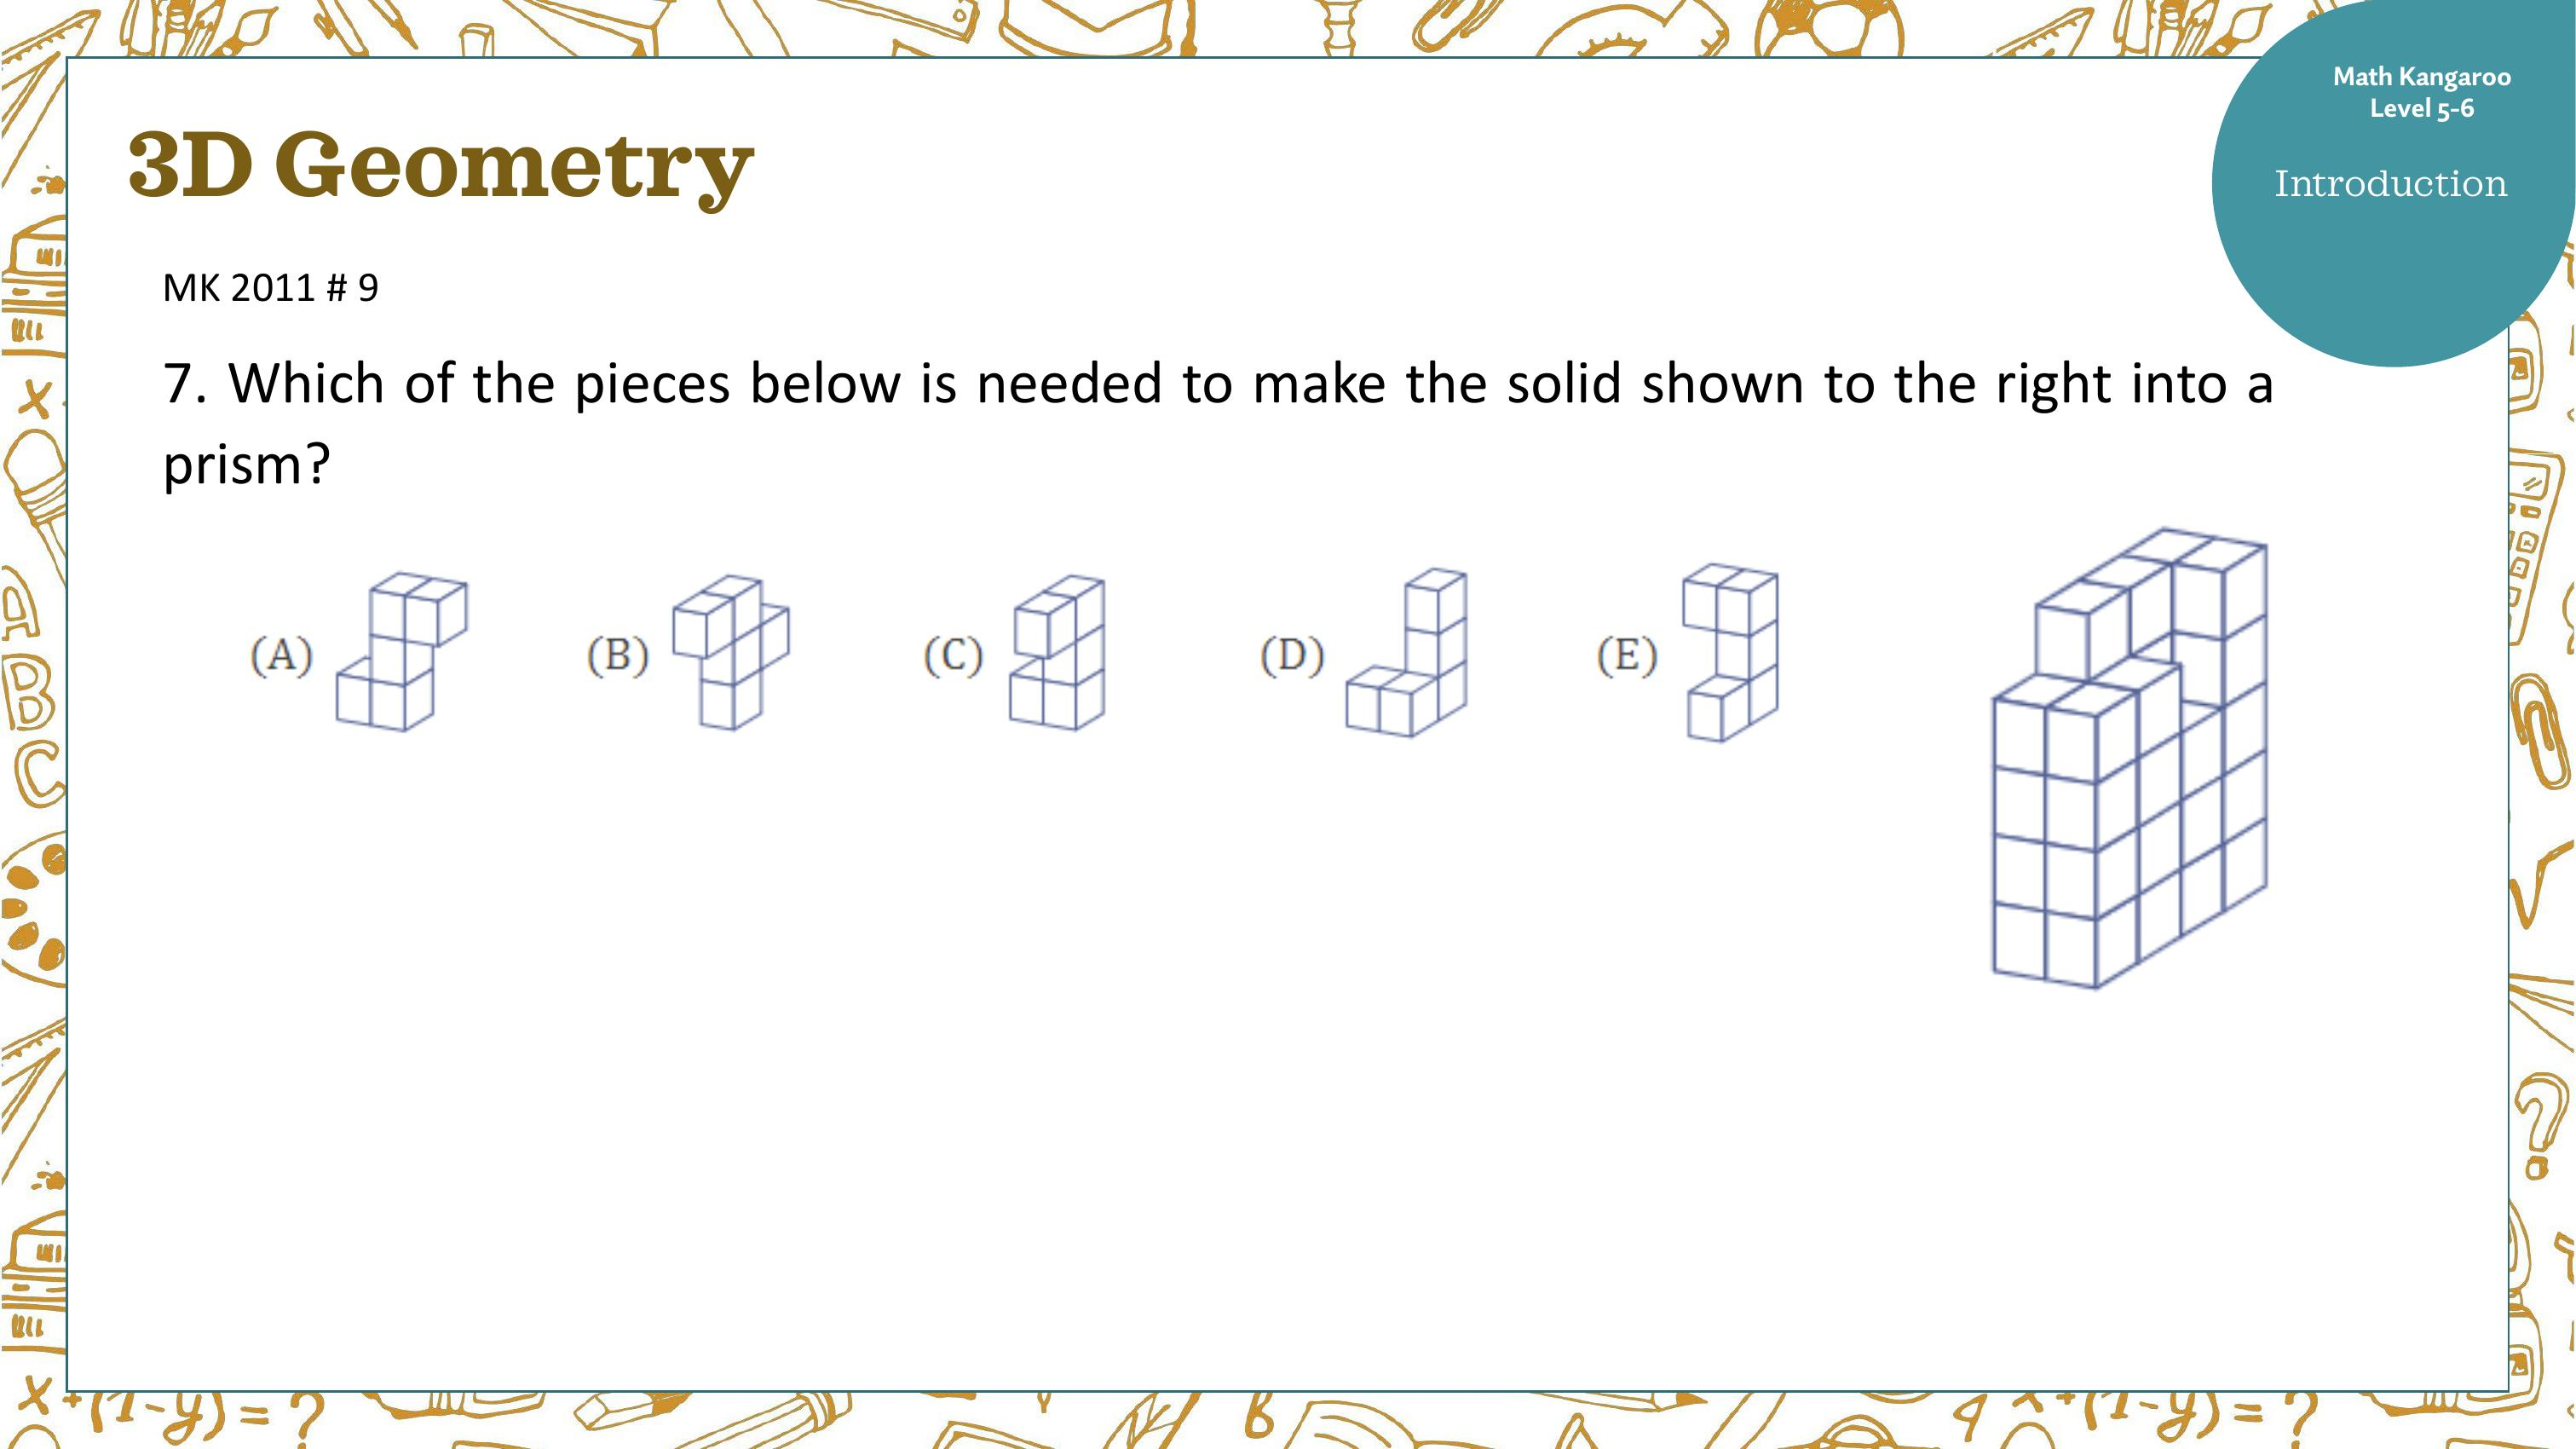 Math Kangaroo
Level 5-6
Introduction
3D Geometry
MK 2011 # 9
7. Which of the pieces below is needed to make the solid shown to the right into a
prism?
(A) (B) (C) (D) (E)